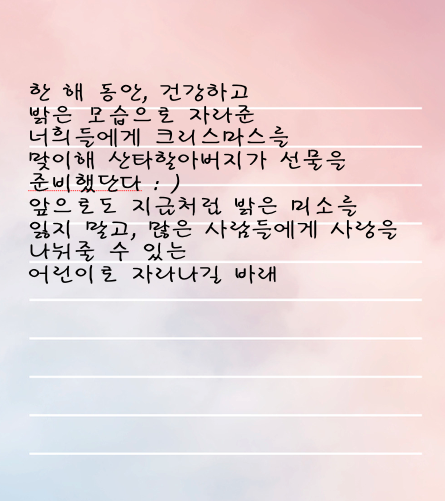 한 해 동안, 건강하고
밝은 모습으로 자라준
너희들에게 크리스마스를
맞이해 산타할아버지가 선물을
준비했단다 : )
앞으로도 지금처럼 밝은 미소를
잃지 말고, 많은 사람들에게 사랑을
나눠줄 수 있는
어린이로 자라나길 바래